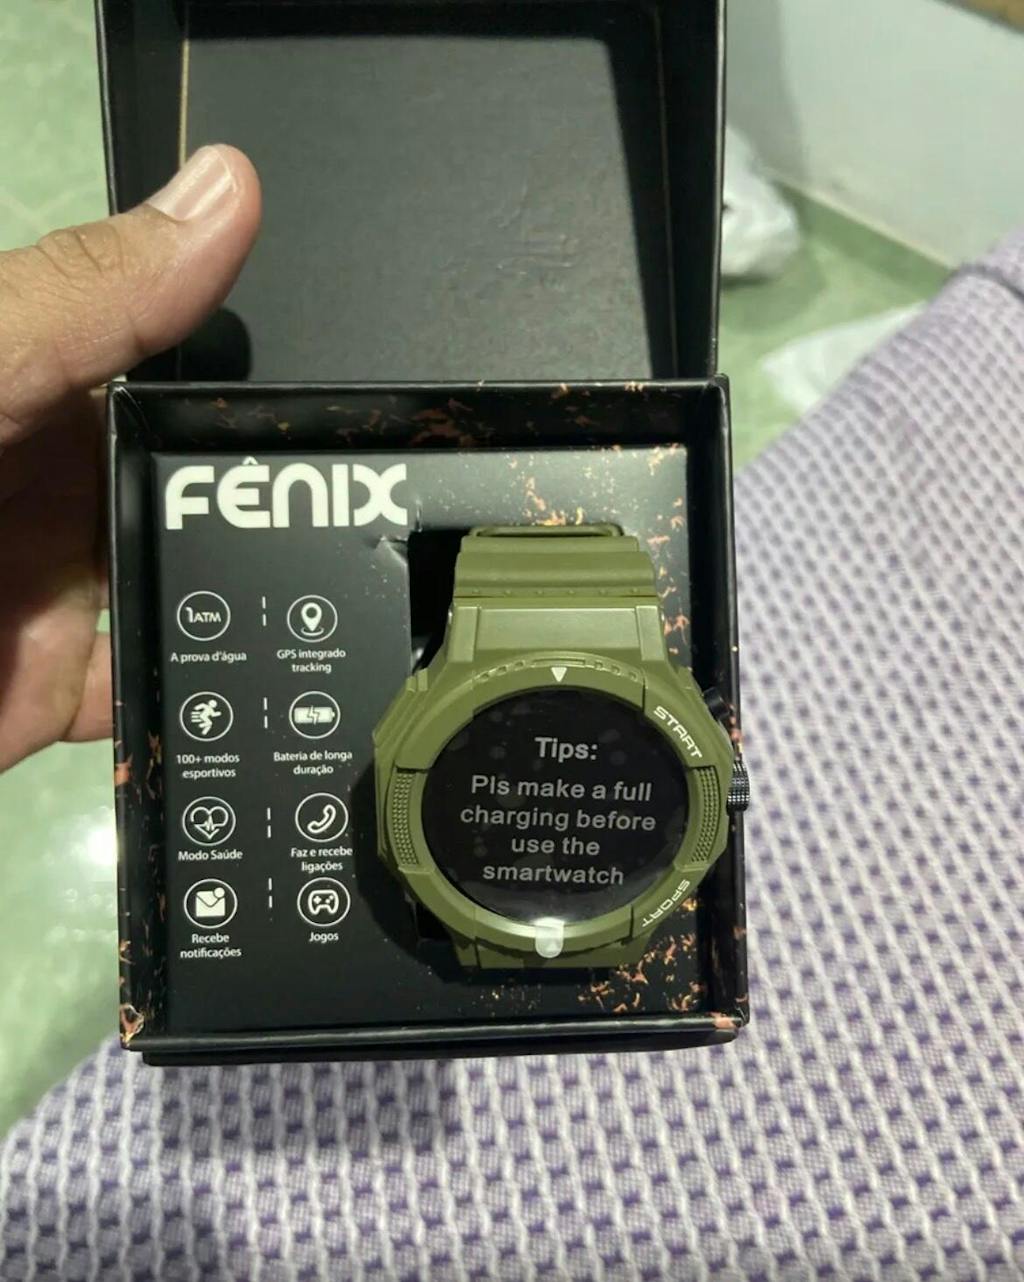 FÊNIX
1ATM
A prova d'água
GPS integrado
tracking
100+ modos
esportivos
Bateria de longa
duração
Modo Saúde
Faz e recebe
ligações
Recebe
notificações
Jogos
START
Tips:
Pls make a full
charging before
use the
smartwatch
SPORT